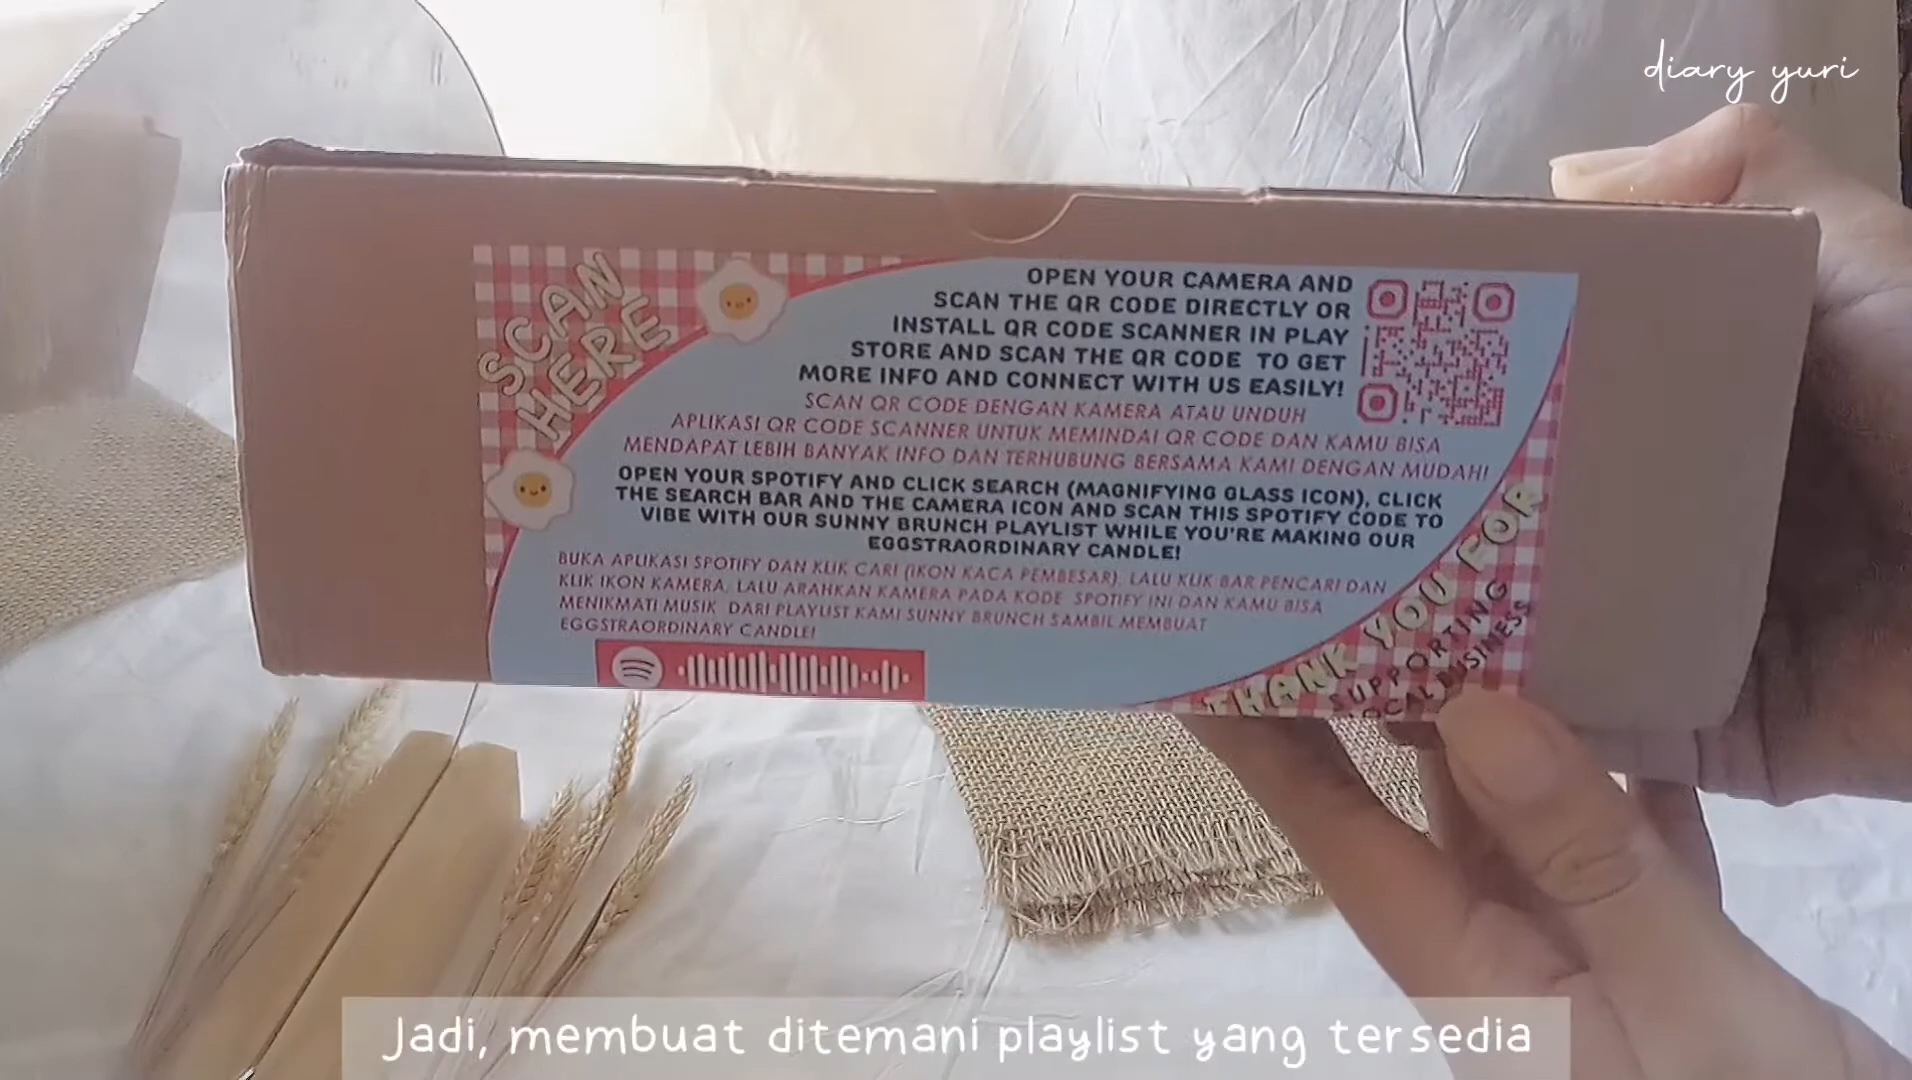 diary yuri
SCAN
HERE
OPEN YOUR CAMERA AND
SCAN THE QR CODE DIRECTLY OR
INSTALL QR CODE SCANNER IN PLAY
STORE AND SCAN THE QR CODE TO GET
MORE INFO AND CONNECT WITH US EASILY!
SCAN QR CODE DENGAN KAMERA ATAU UNDUH
APLIKASI QR CODE SCANNER UNTUK MEMINDAI QR CODE DAN KAMU BISA
MENDAPAT LEBIH BANYAK INFO DAN TERHUBUNG BERSAMA KAMI DENGAN MUDAH!
OPEN YOUR SPOTIFY AND CLICK SEARCH (MAGNIFYING GLASS ICON), CLICK
THE SEARCH BAR AND THE CAMERA ICON AND SCAN THIS SPOTIFY CODE TO
VIBE WITH OUR SUNNY BRUNCH PLAYLIST WHILE YOU'RE MAKING OUR
EGGSTRAORDINARY CANDLE!
BUKA APLIKASI SPOTIFY DAN KLIK CARI (IKON KACA PEMBESAR), LALU KLIK BAR PENCARI DAN
KLIK IKON KAMERA, LALU ARAHKAN KAMERA PADA KODE SPOTIFY INI DAN KAMU BISA
MENIKMATI MUSIK DARI PLAYLIST KAMI SUNNY BRUNCH SAMBIL MEMBUAT
EGGSTRAORDINARY CANDLE!
THANK YOU FOR
SUPPORTING
LOCAL BUSINESS
Jadi, membuat ditemani playlist yang tersedia